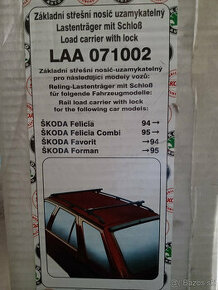 Základní střešní nosič uzamykatelný
Lastenträger mit Schloß
Load carrier with lock
LAA 071002
Základní střešní nosič-uzamykatelný
pro následující modely vozů:
Reling-Lastenträger mit Schloß
für folgende Fahrzeugmodelle:
Rail load carrier with lock
for the following car models:
ŠKODA Felicia 94→
ŠKODA Felicia Combi 95→
ŠKODA Favorit →94
ŠKODA Forman →95